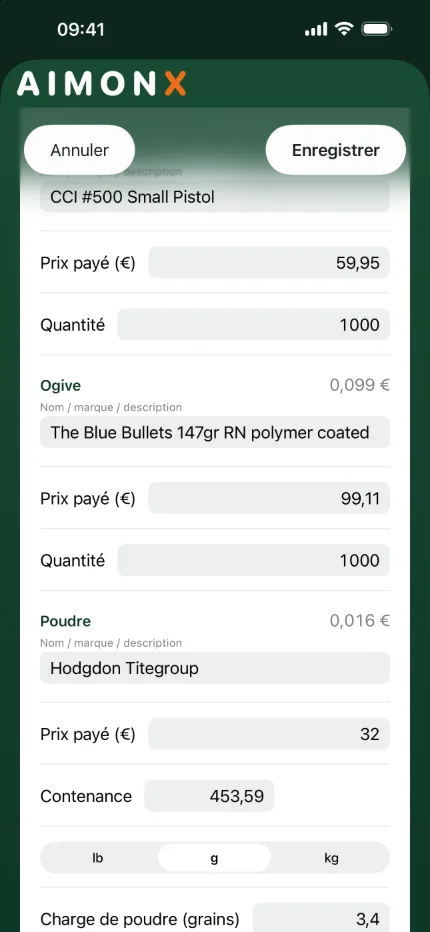 09:41
AIMONX
Annuler
Enregistrer
description
CCI #500 Small Pistol
Prix payé (€)
59,95
Quantité
1000
Ogive
0,099 €
Nom / marque / description
The Blue Bullets 147gr RN polymer coated
Prix payé (€)
99,11
Quantité
1000
Poudre
0,016 €
Nom / marque / description
Hodgdon Titegroup
Prix payé (€)
32
Contenance
453,59
lb
g
kg
Charge de poudre (grains)
3,4